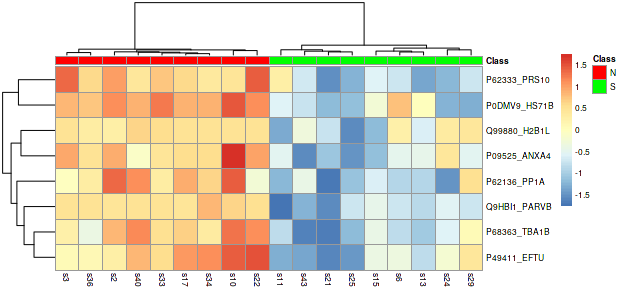 Class
P62333_PRS10
P0DMV9_HS71B
Q99880_H2B1L
P09525_ANXA4
P62136_PP1A
Q9HBI1_PARVB
P68363_TBA1B
P49411_EFTU
s3 s36 s2 s40 s33 s17 s34 s10 s22 s11 s43 s21 s25 s15 s6 s13 s24 s29
1.5
1
0.5
0
-0.5
-1
-1.5
Class
N
S